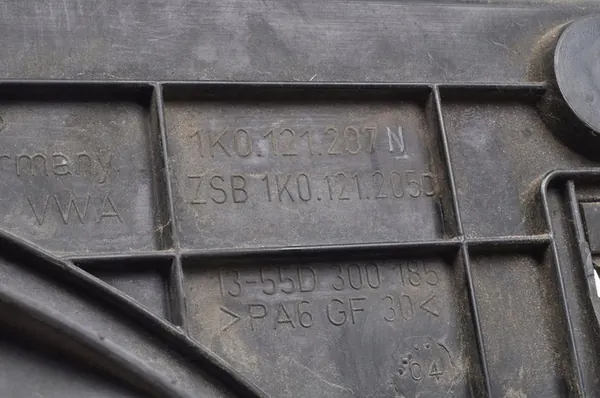 1K0.121.207 N
ZSB 1K0.121.205D
rmany
VWA
13-55D 300 185
>PA6 GF 30<
04